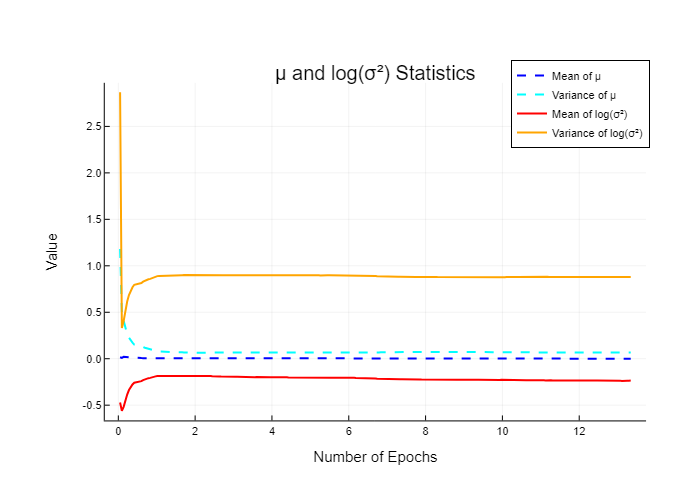 μ and log(σ²) Statistics
Mean of μ
Variance of μ
Mean of log(σ²)
Variance of log(σ²)
Value
2.5
2.0
1.5
1.0
0.5
0.0
-0.5
0 2 4 6 8 10 12
Number of Epochs